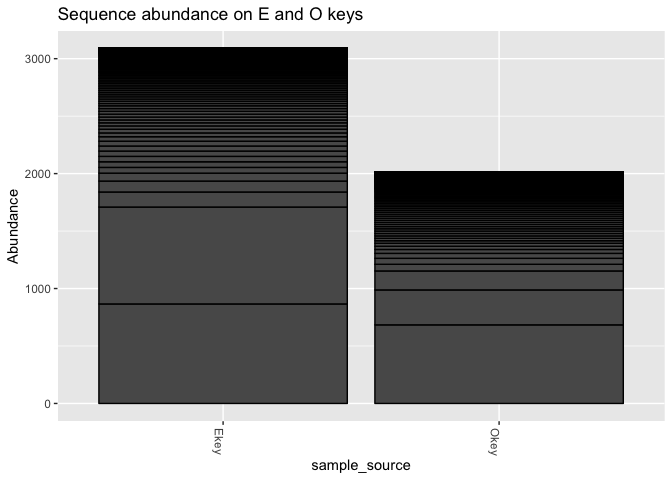 Sequence abundance on E and O keys
3000
2000
1000
0
Abundance
Ekey
Okey
sample_source